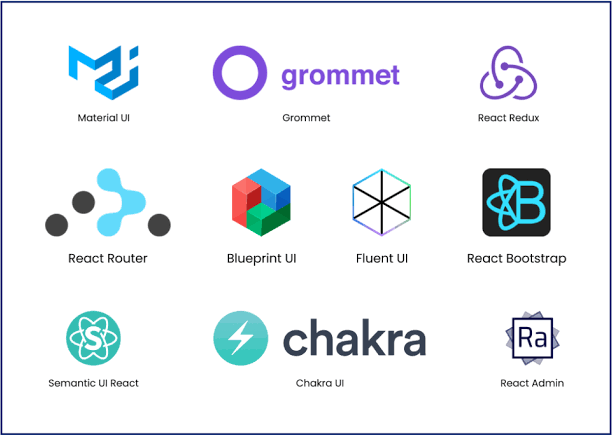 grommet
Material UI
Grommet
React Redux
B
React Router
Blueprint UI
Fluent UI
React Bootstrap
S
chakra
Ra
Semantic UI React
Chakra UI
React Admin